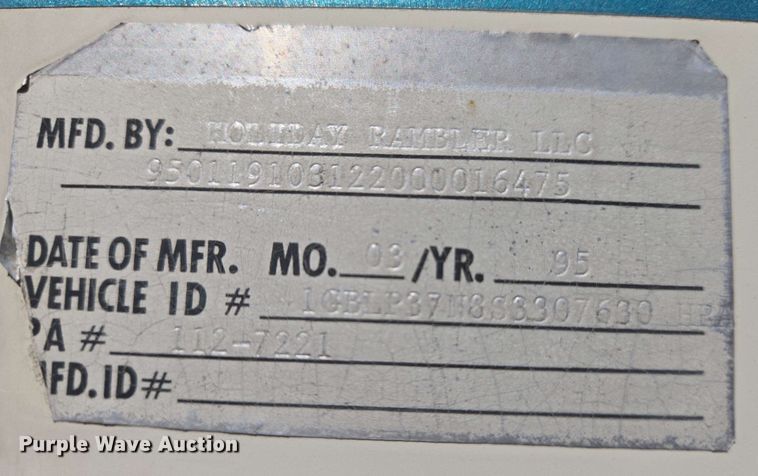 MFD. BY: HOLIDAY RAMBLER LLC
950119103122000016475
DATE OF MFR. MO. 03 /YR. 95
VEHICLE ID # 1GBLP37N8S3307630
PA # 112-7221
MFD. ID#
Purple Wave Auction